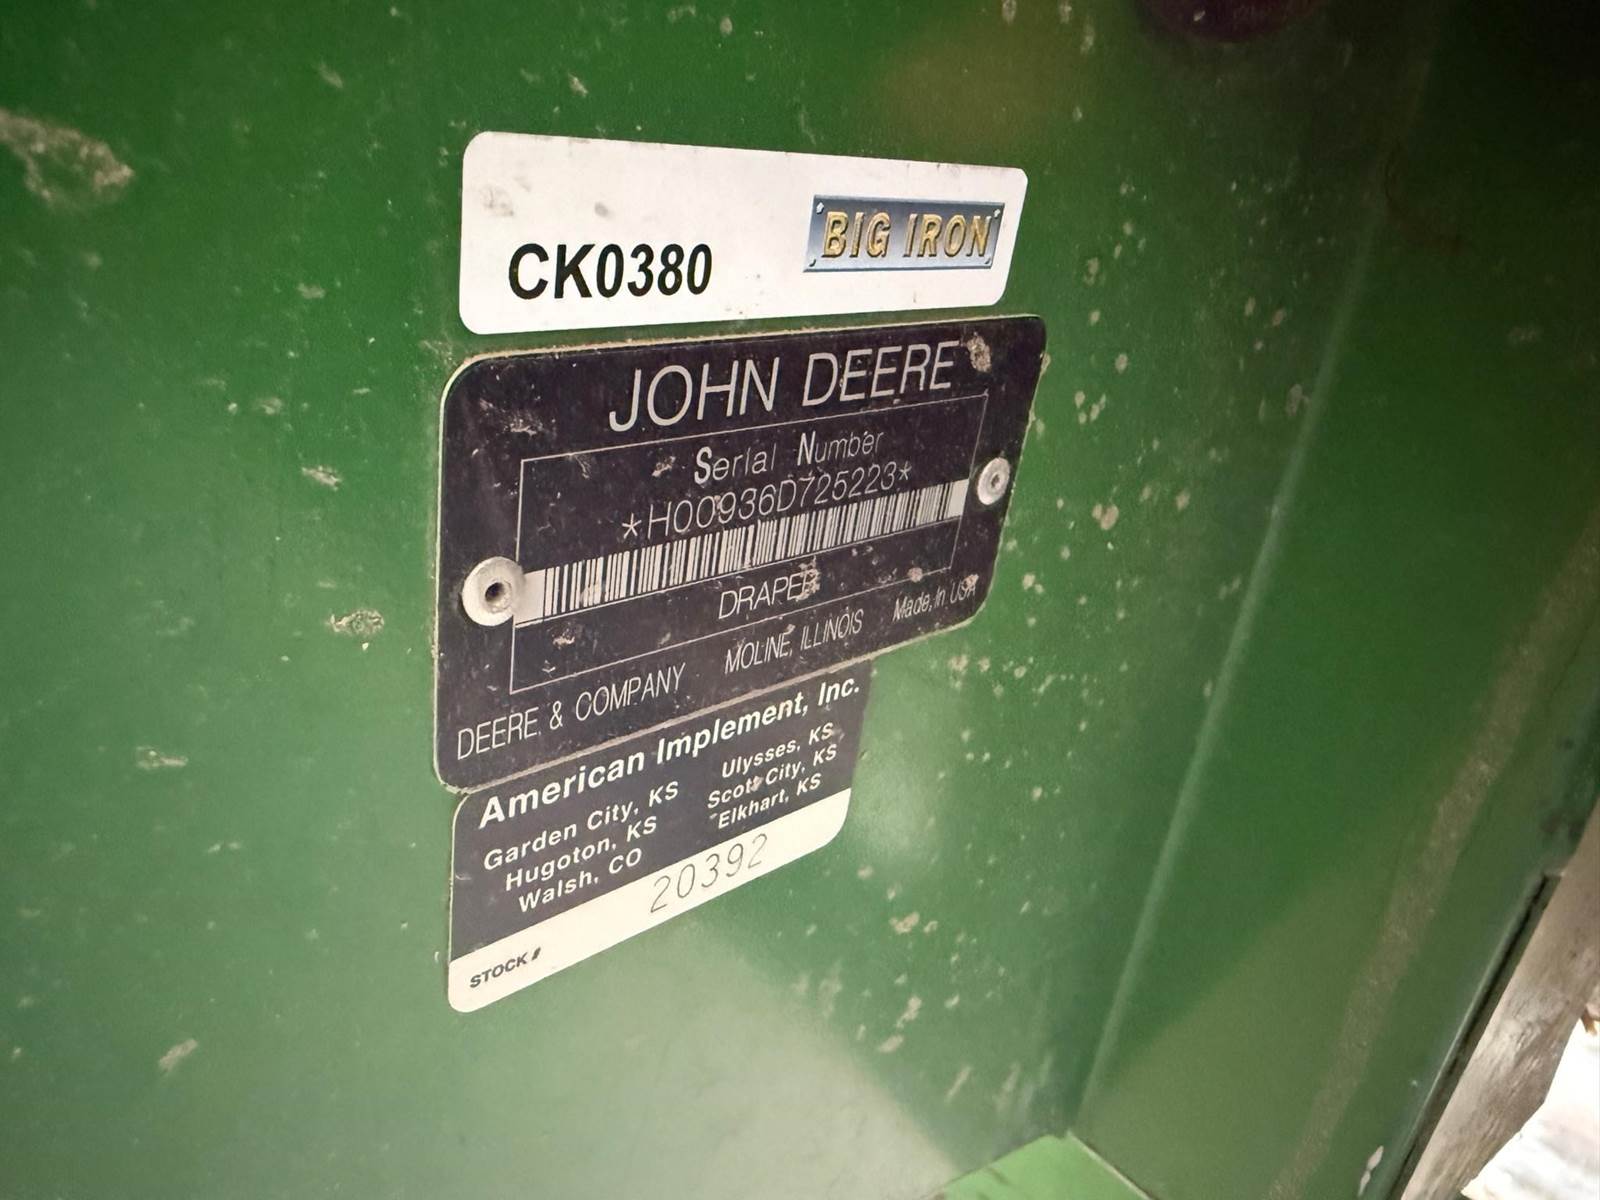 CK0380 BIG IRON
JOHN DEERE
Serial Number
*H00936D725223*
DRAPER
DEERE & COMPANY MOLINE, ILLINOIS Made in USA
American Implement, Inc.
Garden City, KS Ulysses, KS
Hugoton, KS Scott City, KS
Walsh, CO Elkhart, KS
20392
STOCK #